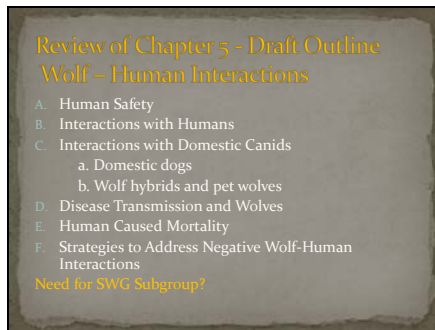 Review of Chapter 5 - Draft Outline
Wolf – Human Interactions
A. Human Safety
B. Interactions with Humans
C. Interactions with Domestic Canids
a. Domestic dogs
b. Wolf hybrids and pet wolves
D. Disease Transmission and Wolves
E. Human Caused Mortality
F. Strategies to Address Negative Wolf-Human
Interactions
Need for SWG Subgroup?